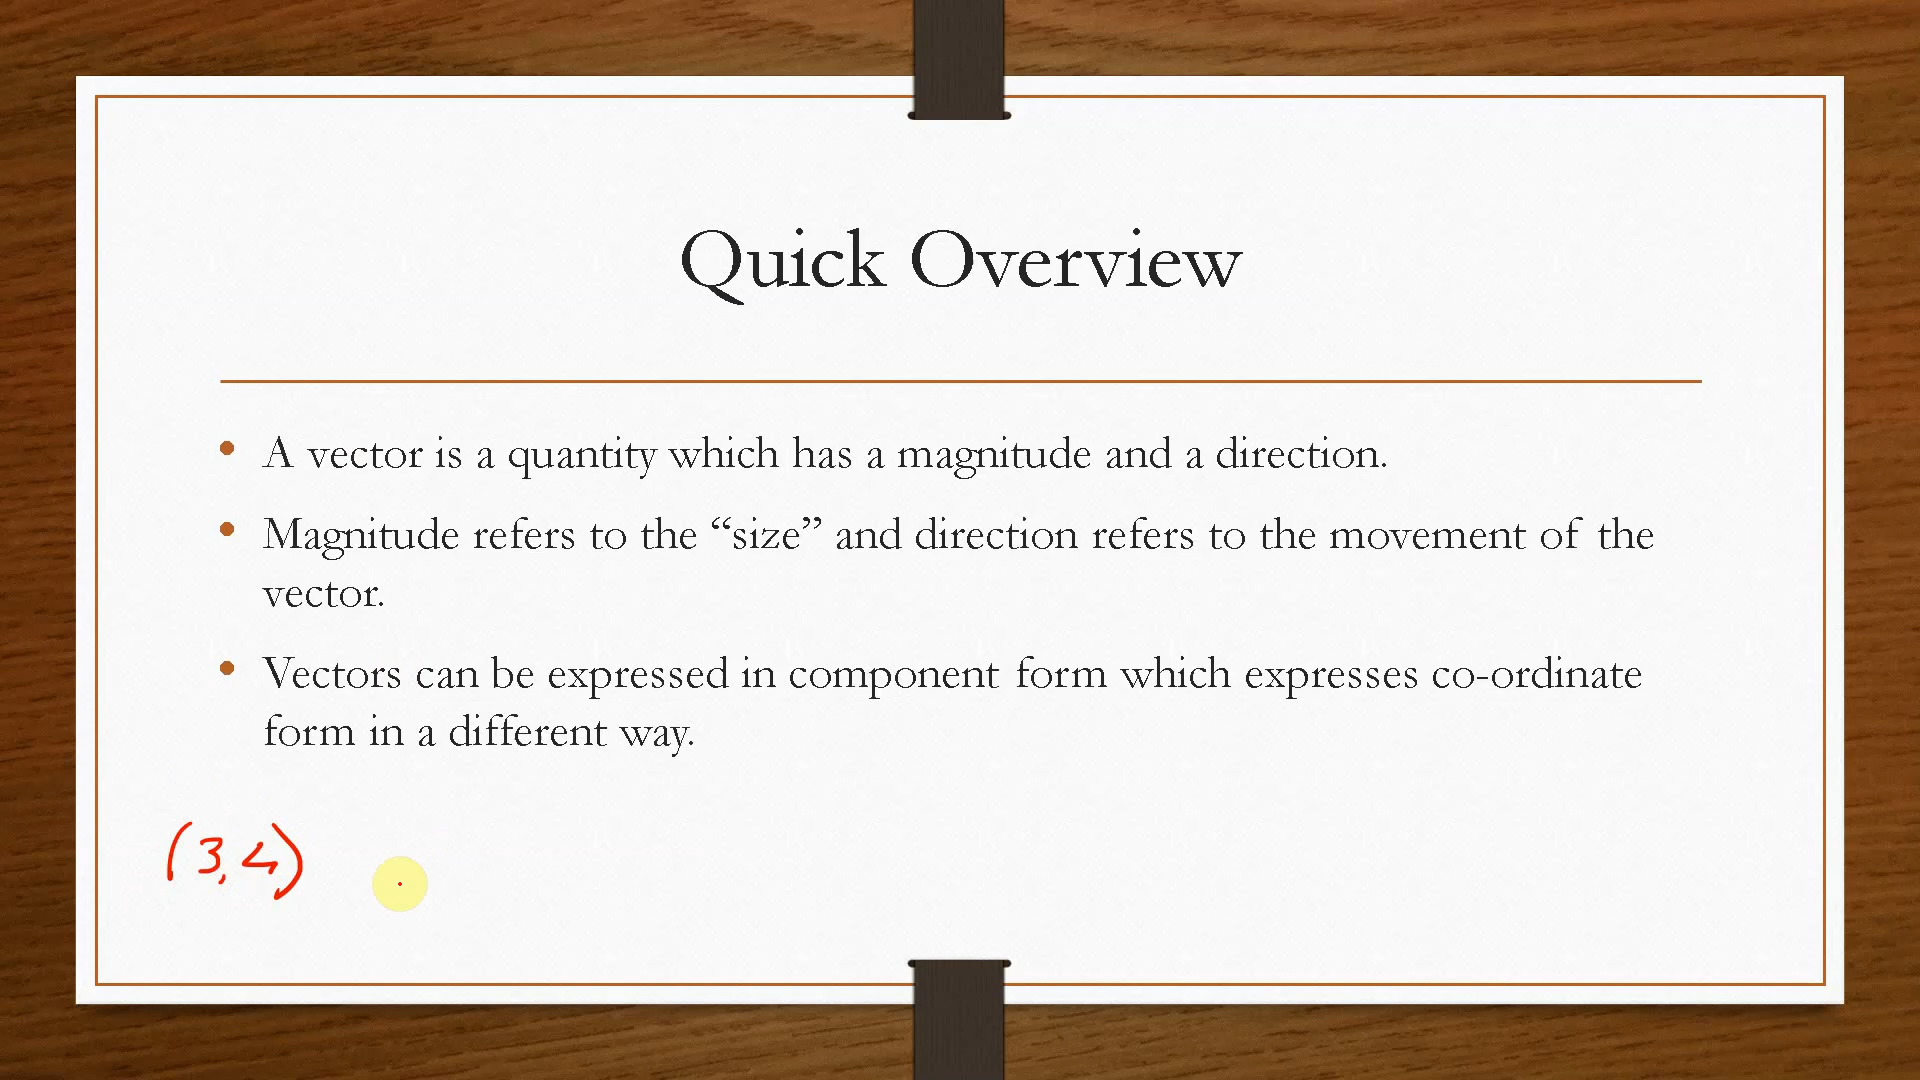 Quick Overview
• A vector is a quantity which has a magnitude and a direction.
• Magnitude refers to the “size” and direction refers to the movement of the
vector.
• Vectors can be expressed in component form which expresses co-ordinate
form in a different way.
(3,4)